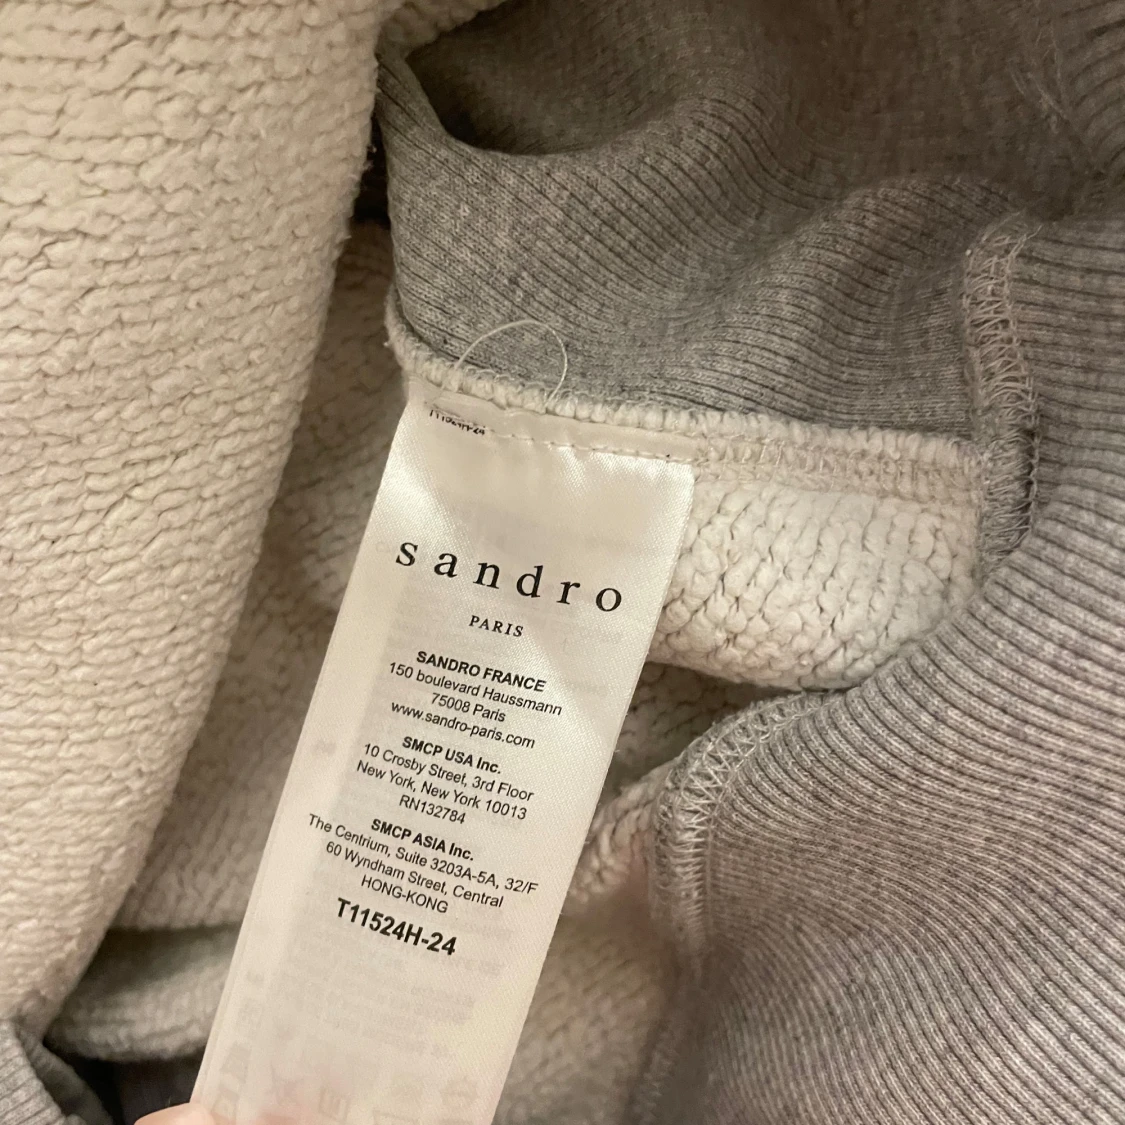 T11524H-24
sandro
PARIS
SANDRO FRANCE
150 boulevard Haussmann
75008 Paris
www.sandro-paris.com
SMCP USA Inc.
10 Crosby Street, 3rd Floor
New York, New York 10013
RN132784
SMCP ASIA Inc.
The Centrium, Suite 3203A-5A, 32/F
60 Wyndham Street, Central
HONG-KONG
T11524H-24